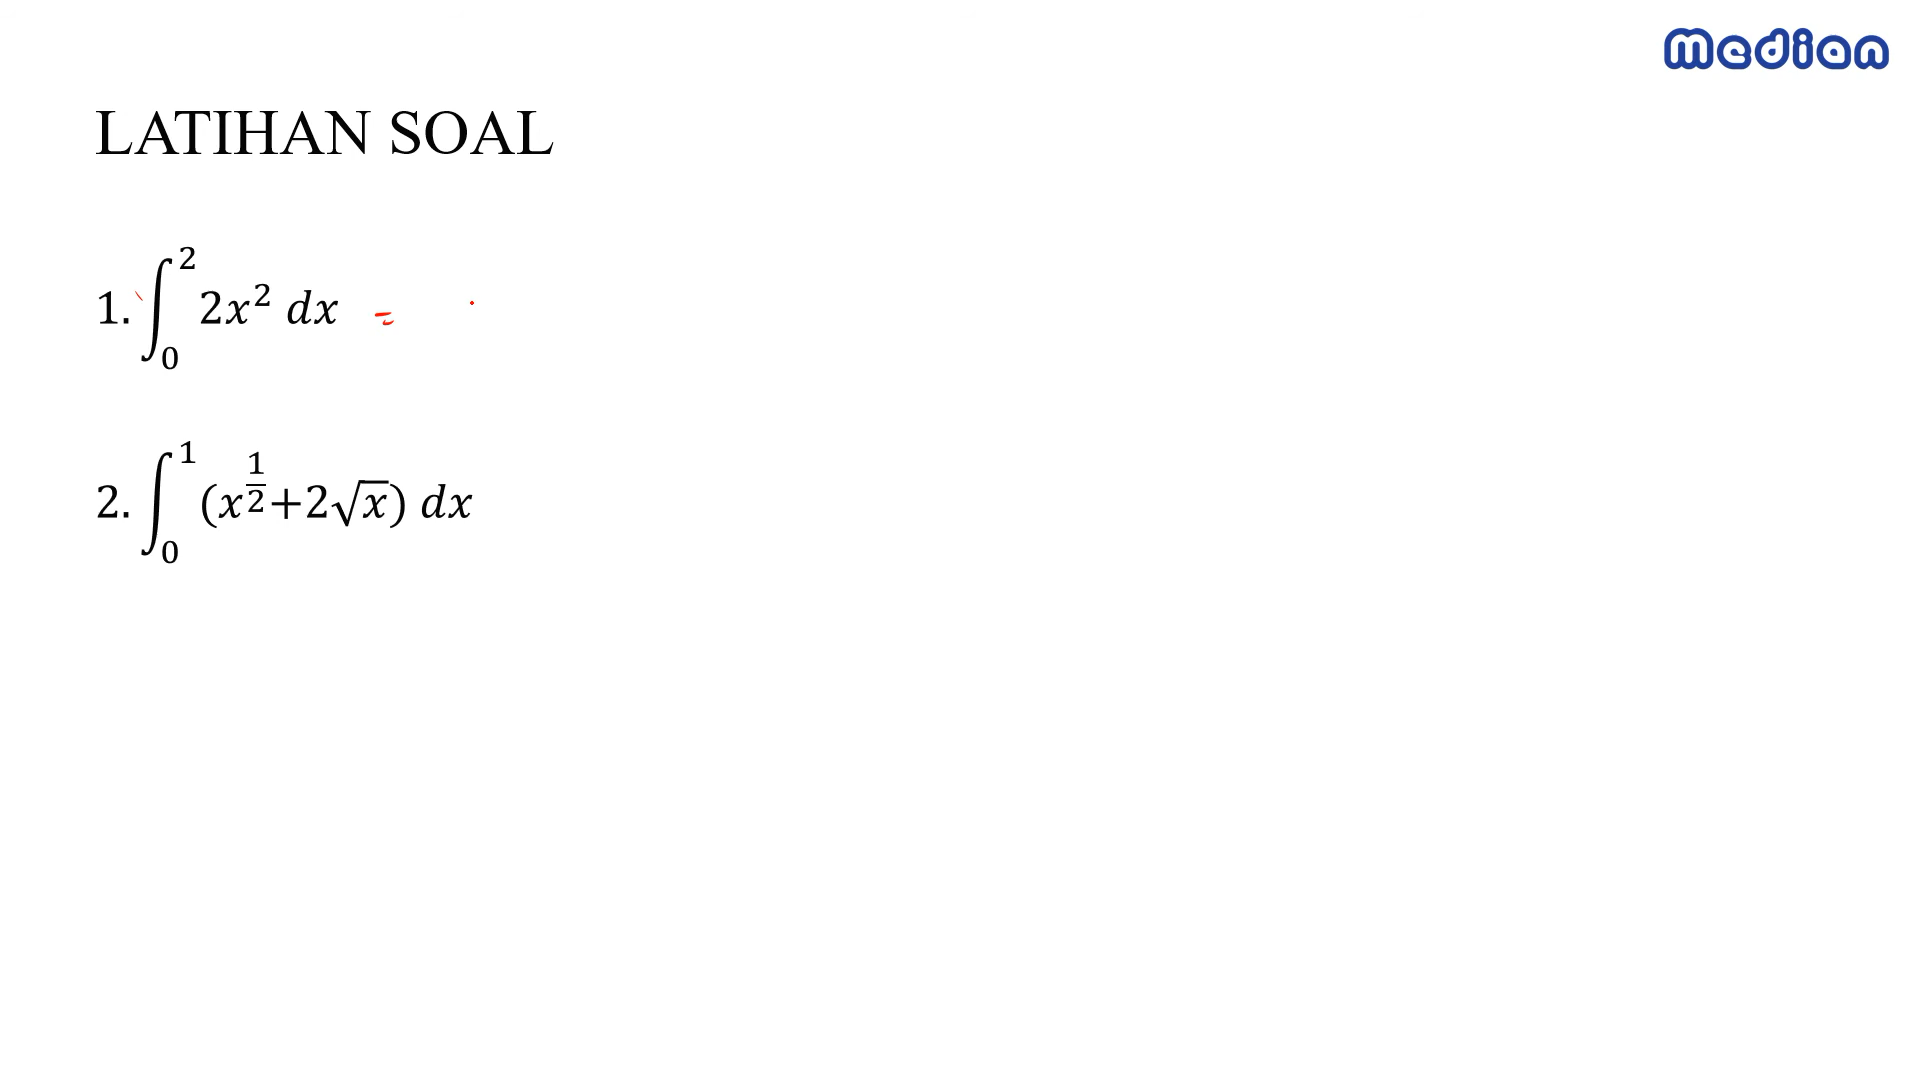 median
LATIHAN SOAL
1. ∫₀² 2x² dx =
2. ∫₀¹ (x^{1/2}+2√x) dx